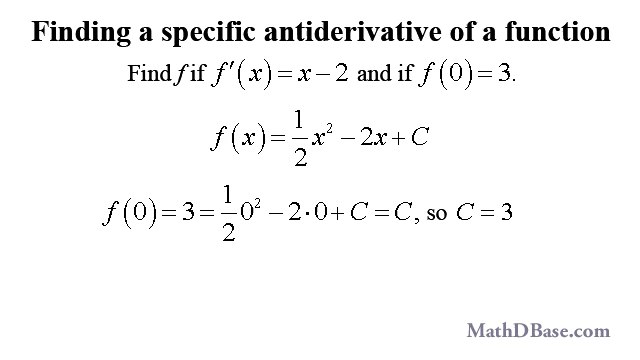 Finding a specific antiderivative of a function
Find f if f′(x) = x − 2 and if f(0) = 3.
f(x) = 1/2 x² − 2x + C
f(0) = 3 = 1/2 0² − 2·0 + C = C, so C = 3
MathDBase.com